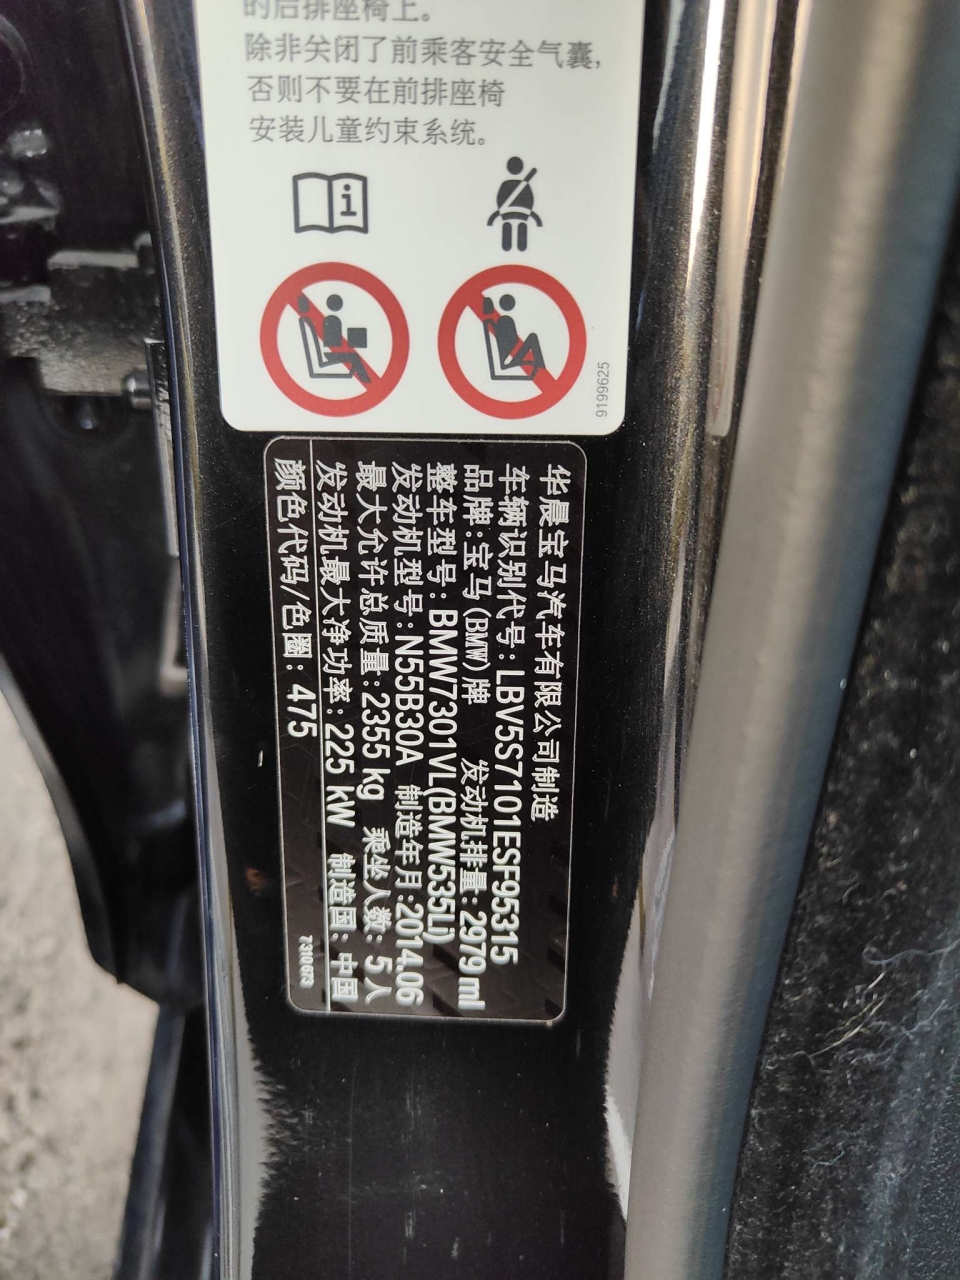 的后排座椅上。
除非关闭了前乘客安全气囊，
否则不要在前排座椅
安装儿童约束系统。
9199625
华晨宝马汽车有限公司制造
车辆识别代号：LBV5S7101ESF95315
品牌：宝马(BMW)牌 发动机排量：2979ml
整车型号：BMW7301VL(BMW535Li)
发动机型号：N55B30A 制造年月：2014.06
最大允许总质量：2355 kg 乘坐人数：5人
发动机最大净功率：225 kW 制造国：中国
颜色代码/色圈：475
7310673